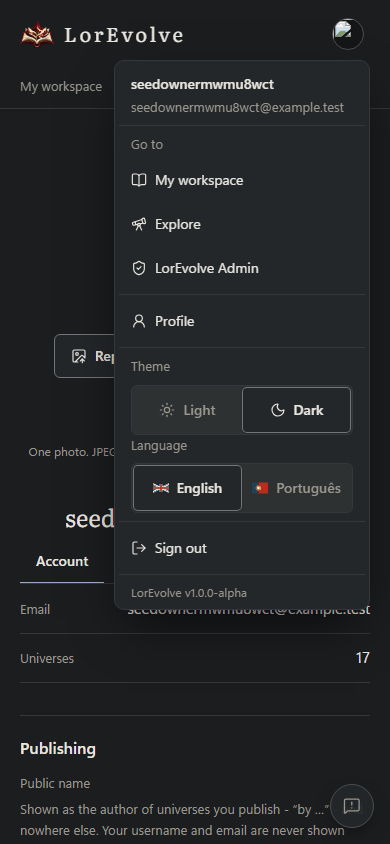 LorEvolve
My workspace
seedownermwmu8wct
seedownermwmu8wct@example.test
Go to
My workspace
Explore
LorEvolve Admin
Profile
Theme
Light
Dark
Language
English
Português
Sign out
LorEvolve v1.0.0-alpha
One photo. JPEG
seed
Account
Email
seedownermwmu8wct@example.test
Universes
17
Publishing
Public name
Shown as the author of universes you publish - “by …”
nowhere else. Your username and email are never shown